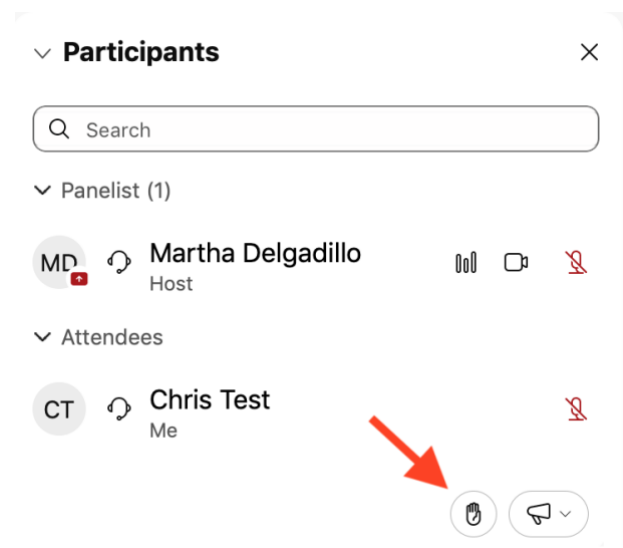 Participants
Search
Panelist (1)
MD
Martha Delgadillo
Host
Attendees
CT
Chris Test
Me